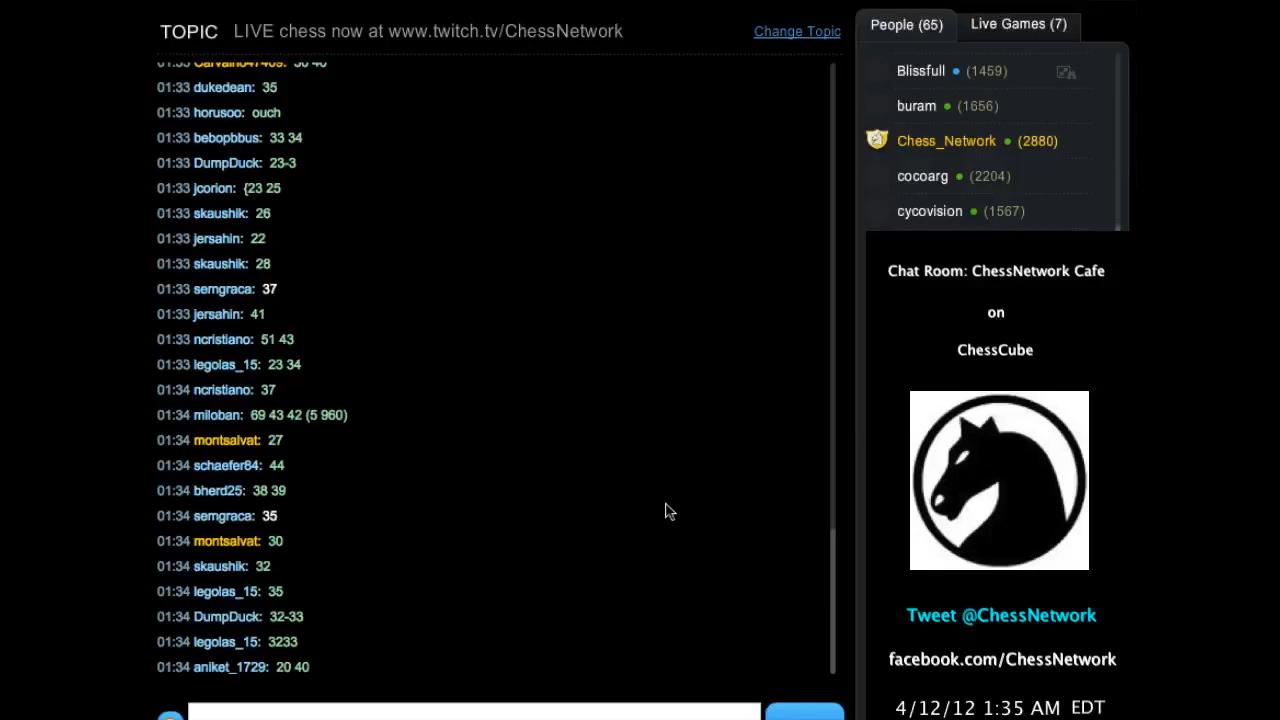 TOPIC LIVE chess now at www.twitch.tv/ChessNetwork Change Topic
01:33 Carvalho47409: 30 40
01:33 dukedean: 35
01:33 horusoo: ouch
01:33 bebopbbus: 33 34
01:33 DumpDuck: 23-3
01:33 jcorion: {23 25
01:33 skaushik: 26
01:33 jersahin: 22
01:33 skaushik: 28
01:33 semgraca: 37
01:33 jersahin: 41
01:33 ncristiano: 51 43
01:33 legolas_15: 23 34
01:34 ncristiano: 37
01:34 miloban: 69 43 42 (5 960)
01:34 montsalvat: 27
01:34 schaefer84: 44
01:34 bherd25: 38 39
01:34 semgraca: 35
01:34 montsalvat: 30
01:34 skaushik: 32
01:34 legolas_15: 35
01:34 DumpDuck: 32-33
01:34 legolas_15: 3233
01:34 aniket_1729: 20 40
People (65) Live Games (7)
Blissfull (1459)
buram (1656)
Chess_Network (2880)
cocoarg (2204)
cycovision (1567)
Chat Room: ChessNetwork Cafe
on
ChessCube
Tweet @ChessNetwork
facebook.com/ChessNetwork
4/12/12 1:35 AM EDT